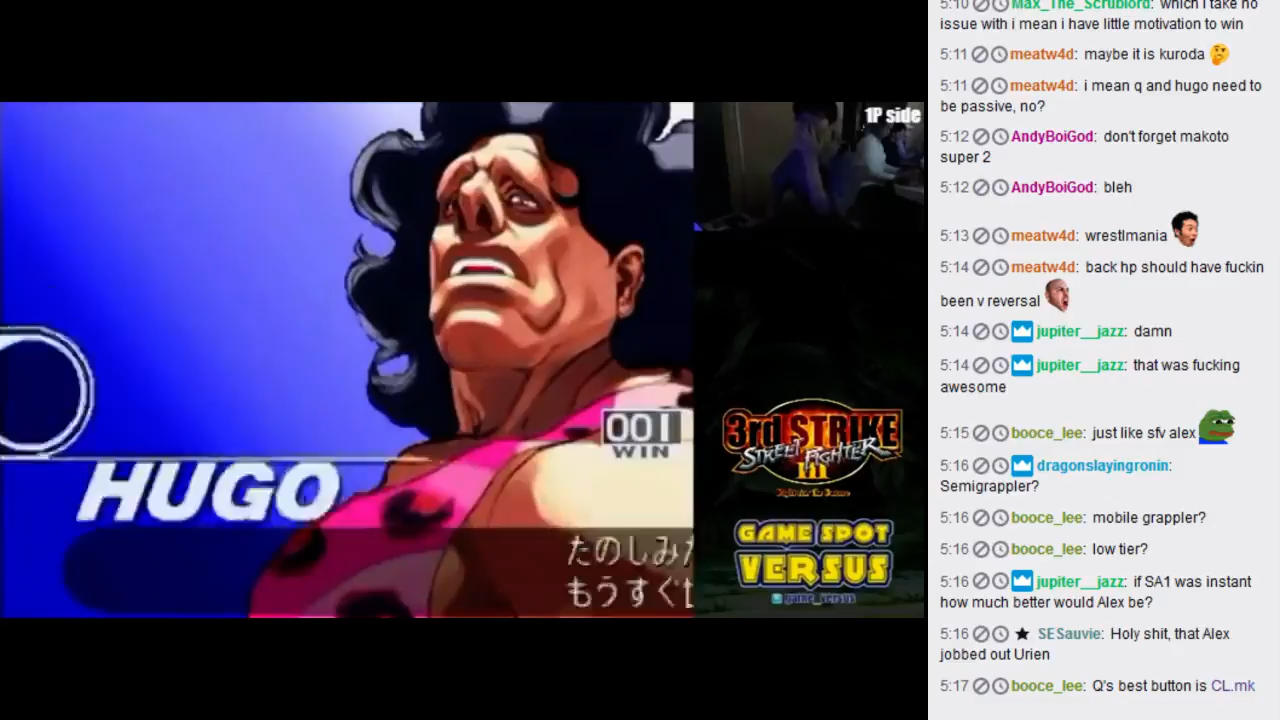 1P side
001
WIN
HUGO
たのしみだ
もうすぐ
3rd STRIKE
STREET FIGHTER
III
Fight for the Future
GAME SPOT
VERSUS
game_versus
5:10 Max_The_Scrublord: which I take no
issue with i mean i have little motivation to win
5:11 meatw4d: maybe it is kuroda
5:11 meatw4d: i mean q and hugo need to
be passive, no?
5:12 AndyBoiGod: don't forget makoto
super 2
5:12 AndyBoiGod: bleh
5:13 meatw4d: wrestlmania
5:14 meatw4d: back hp should have fuckin
been v reversal
5:14 jupiter__jazz: damn
5:14 jupiter__jazz: that was fucking
awesome
5:15 booce_lee: just like sfv alex
5:16 dragonslayingronin:
Semigrappler?
5:16 booce_lee: mobile grappler?
5:16 booce_lee: low tier?
5:16 jupiter__jazz: if SA1 was instant
how much better would Alex be?
5:16 SESauvie: Holy shit, that Alex
jobbed out Urien
5:17 booce_lee: Q's best button is CL.mk